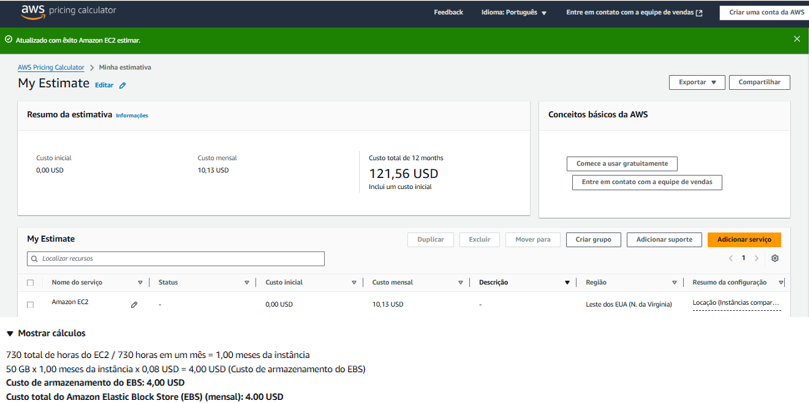 aws pricing calculator
Feedback Idioma: Português Entre em contato com a equipe de vendas Criar uma conta da AWS
Atualizado com êxito Amazon EC2 estimar.
AWS Pricing Calculator > Minha estimativa
My Estimate Editar Exportar Compartilhar
Resumo da estimativa Informações
Custo inicial Custo mensal Custo total de 12 months
0,00 USD 10,13 USD 121,56 USD
Inclui um custo inicial
Conceitos básicos da AWS
Comece a usar gratuitamente
Entre em contato com a equipe de vendas
My Estimate Duplicar Excluir Mover para Criar grupo Adicionar suporte Adicionar serviço
Localizar recursos 1
Nome do serviço Status Custo inicial Custo mensal Descrição Região Resumo da configuração
Amazon EC2 - 0,00 USD 10,13 USD - Leste dos EUA (N. da Virgínia) Locação (Instâncias compar...
Mostrar cálculos
730 total de horas do EC2 / 730 horas em um mês = 1,00 meses da instância
50 GB x 1,00 meses da instância x 0,08 USD = 4,00 USD (Custo de armazenamento do EBS)
Custo de armazenamento do EBS: 4,00 USD
Custo total do Amazon Elastic Block Store (EBS) (mensal): 4.00 USD